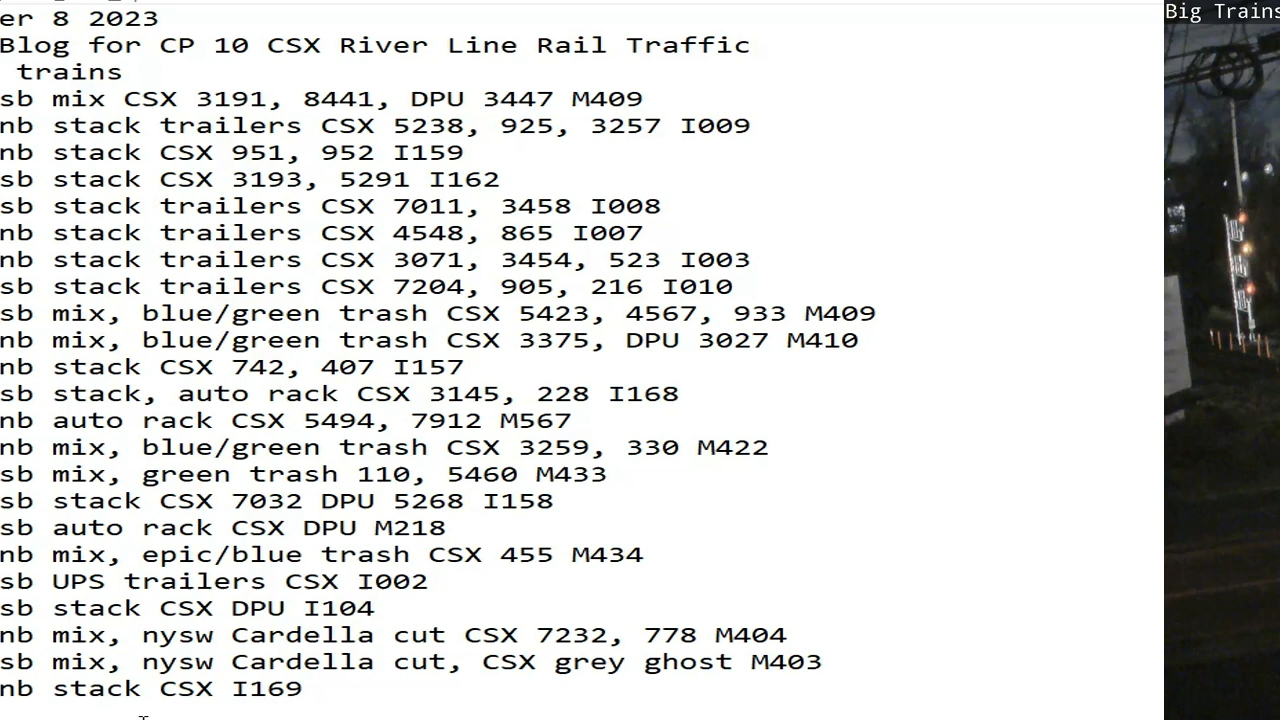 er 8 2023
Blog for CP 10 CSX River Line Rail Traffic
trains
sb mix CSX 3191, 8441, DPU 3447 M409
nb stack trailers CSX 5238, 925, 3257 I009
nb stack CSX 951, 952 I159
sb stack CSX 3193, 5291 I162
sb stack trailers CSX 7011, 3458 I008
nb stack trailers CSX 4548, 865 I007
nb stack trailers CSX 3071, 3454, 523 I003
sb stack trailers CSX 7204, 905, 216 I010
sb mix, blue/green trash CSX 5423, 4567, 933 M409
nb mix, blue/green trash CSX 3375, DPU 3027 M410
nb stack CSX 742, 407 I157
sb stack, auto rack CSX 3145, 228 I168
nb auto rack CSX 5494, 7912 M567
nb mix, blue/green trash CSX 3259, 330 M422
sb mix, green trash 110, 5460 M433
sb stack CSX 7032 DPU 5268 I158
sb auto rack CSX DPU M218
nb mix, epic/blue trash CSX 455 M434
sb UPS trailers CSX I002
sb stack CSX DPU I104
nb mix, nysw Cardella cut CSX 7232, 778 M404
sb mix, nysw Cardella cut, CSX grey ghost M403
nb stack CSX I169
Big Trains